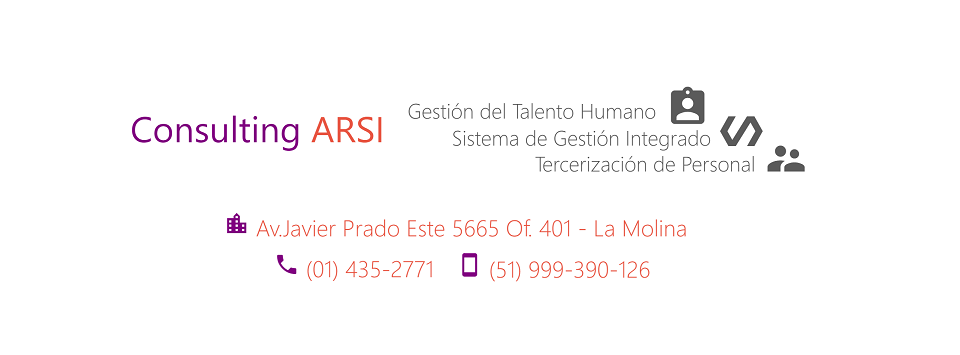 Consulting ARSI
Gestión del Talento Humano
Sistema de Gestión Integrado
Tercerización de Personal
Av.Javier Prado Este 5665 Of. 401 - La Molina
(01) 435-2771 (51) 999-390-126